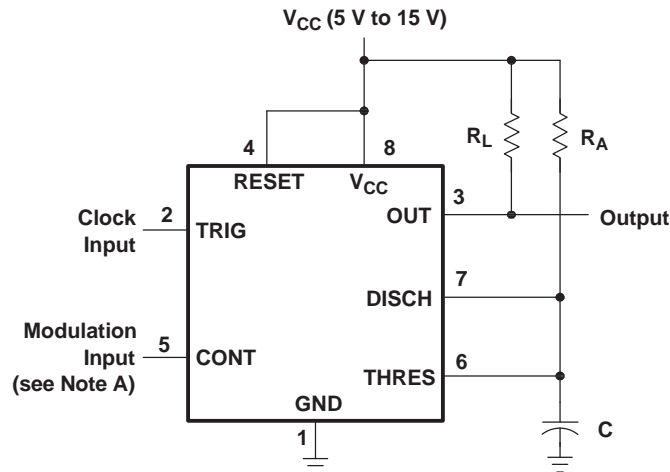 VCC (5 V to 15 V)
RL
RA
4
8
RESET
VCC
3
Clock
Input
2
TRIG
OUT
Output
7
DISCH
Modulation
Input
(see Note A)
5
CONT
6
THRES
GND
1
C